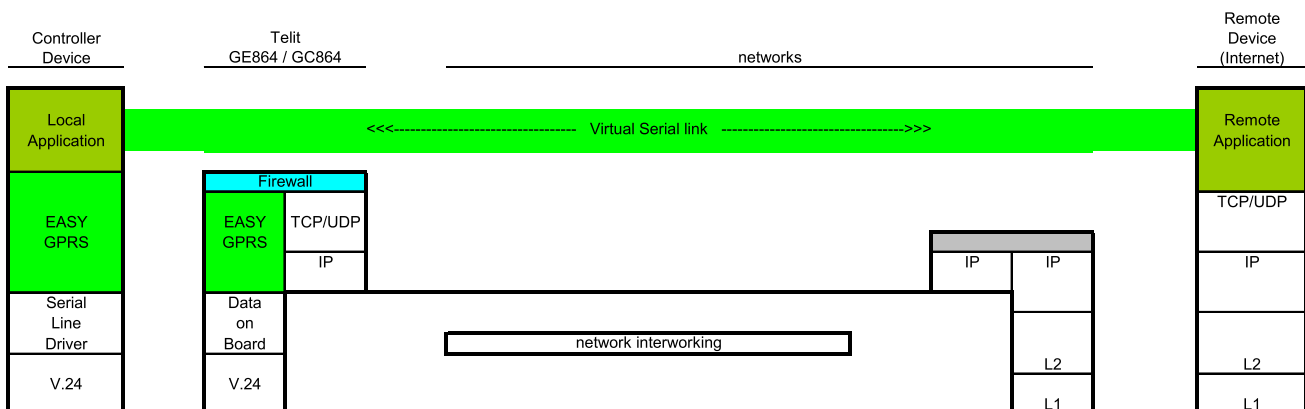 Controller
Device
Telit
GE864 / GC864
networks
Remote
Device
(Internet)
Local
Application
<<<---------------------------------- Virtual Serial link ---------------------------------->>>
Remote
Application
Firewall
EASY
GPRS
EASY
GPRS
TCP/UDP
IP
TCP/UDP
IP
IP
IP
Serial
Line
Driver
Data
on
Board
network interworking
L2
L2
V.24
V.24
L1
L1